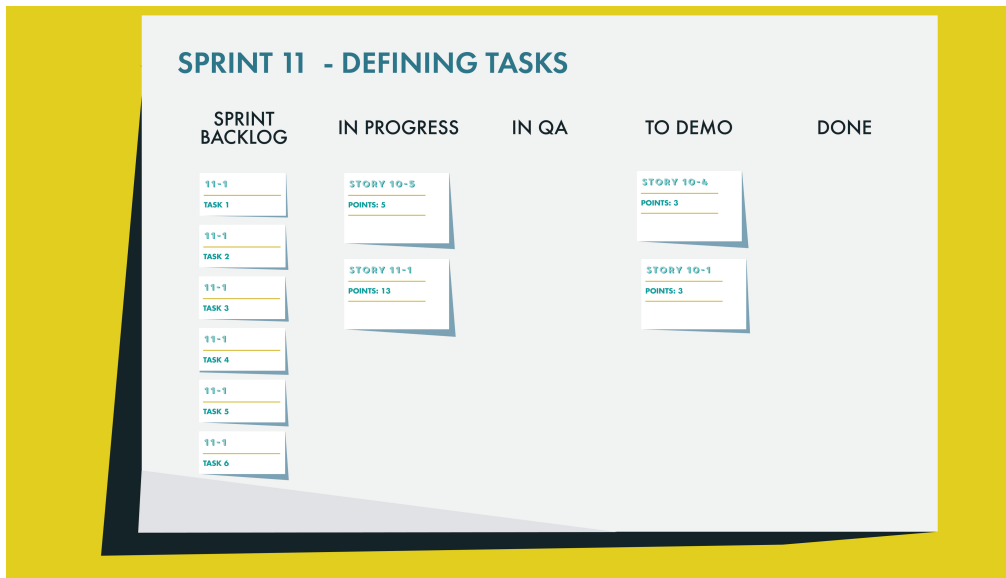 SPRINT 11 - DEFINING TASKS
SPRINT
BACKLOG
IN PROGRESS
IN QA
TO DEMO
DONE
11-1
TASK 1
11-1
TASK 2
11-1
TASK 3
11-1
TASK 4
11-1
TASK 5
11-1
TASK 6
STORY 10-5
POINTS: 5
STORY 11-1
POINTS: 13
STORY 10-4
POINTS: 3
STORY 10-1
POINTS: 3